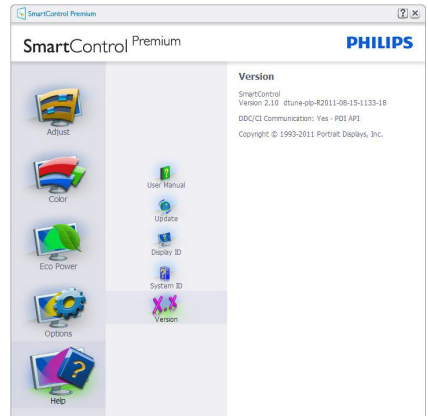 SmartControl Premium
SmartControl Premium
PHILIPS
Adjust
Color
Eco Power
Options
Help
User Manual
Update
Display ID
System ID
X.X
Version
Version
SmartControl
Version 2.10 dtune-plp-R2011-08-15-1133-18
DDC/CI Communication: Yes - PDI API
Copyright © 1993-2011 Portrait Displays, Inc.